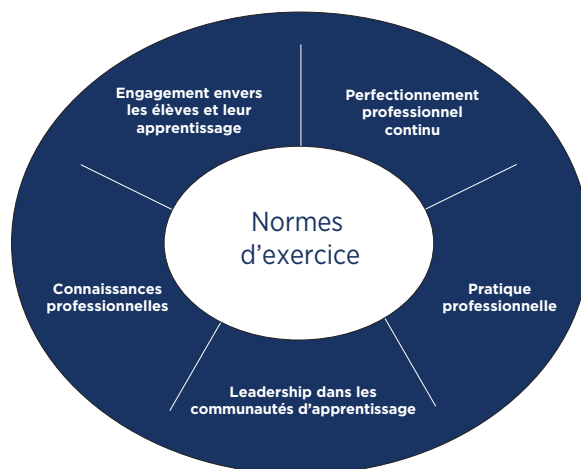 Engagement envers
les élèves et leur
apprentissage
Perfectionnement
professionnel
continu
Normes
d’exercice
Connaissances
professionnelles
Pratique
professionnelle
Leadership dans les
communautés d’apprentissage